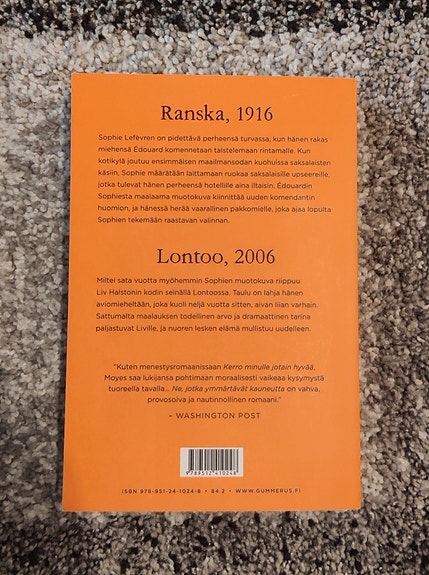 Ranska, 1916
Sophie Lefèvren on pidettävä perheensä turvassa, kun hänen rakas
miehensä Édouard komennetaan taistelemaan rintamalle. Kun
kotikylä joutuu ensimmäisen maailmansodan kuohuissa saksalaisten
käsiin, Sophie määrätään laittamaan ruokaa saksalaisille upseereille,
jotka tulevat hänen perheensä hotellille aina iltaisin. Édouardin
Sophiesta maalaama muotokuva kiinnittää uuden komendantin
huomion, ja hänessä herää vaarallinen pakkomielle, joka ajaa lopulta
Sophien tekemään raastavan valinnan.
Lontoo, 2006
Miltei sata vuotta myöhemmin Sophien muotokuva riippuu
Liv Halstonin kodin seinällä Lontoossa. Taulu on lahja hänen
aviomieheltään, joka kuoli neljä vuotta sitten, aivan liian varhain.
Sattumalta maalauksen todellinen arvo ja dramaattinen tarina
paljastuvat Liville, ja nuoren lesken elämä mullistuu uudelleen.
"Kuten menestysromaanissaan Kerro minulle jotain hyvää,
Moyes saa lukijansa pohtimaan moraalisesti vaikeaa kysymystä
tuoreella tavalla... Ne, jotka ymmärtävät kauneutta on vahva,
provosoiva ja nautinnollinen romaani."
– WASHINGTON POST
9789512410248
ISBN 978-951-24-1024-8 • 84.2 • WWW.GUMMERUS.FI